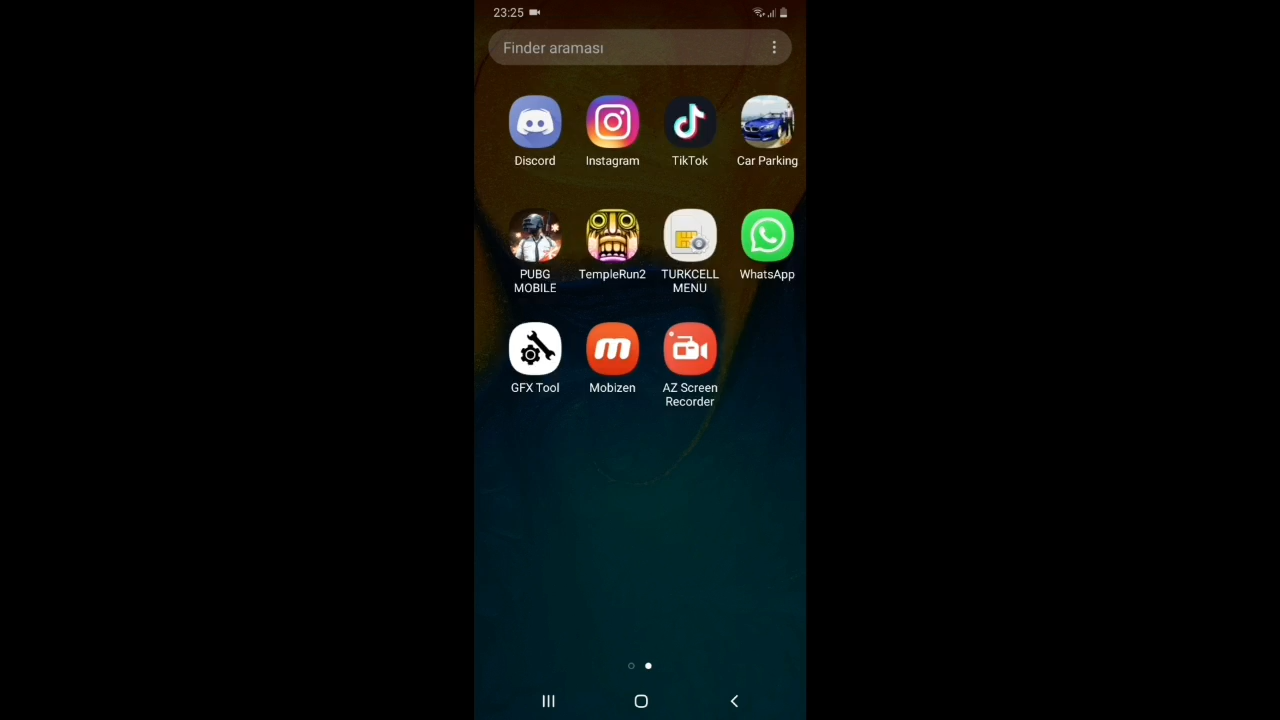 23:25
Finder araması
Discord
Instagram
TikTok
Car Parking
PUBG
MOBILE
TempleRun2
TURKCELL
MENU
WhatsApp
GFX Tool
Mobizen
AZ Screen
Recorder